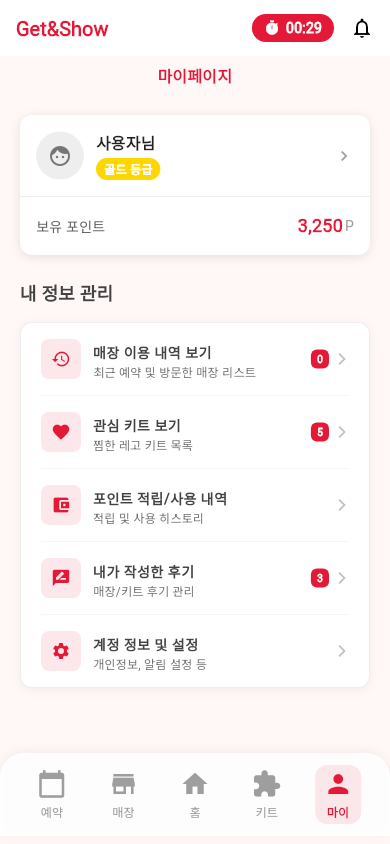 Get&Show
00:29
마이페이지
사용자님
골드 등급
보유 포인트
3,250 P
내 정보 관리
매장 이용 내역 보기
최근 예약 및 방문한 매장 리스트
0
관심 키트 보기
찜한 레고 키트 목록
5
포인트 적립/사용 내역
적립 및 사용 히스토리
내가 작성한 후기
매장/키트 후기 관리
3
계정 정보 및 설정
개인정보, 알림 설정 등
예약
매장
홈
키트
마이